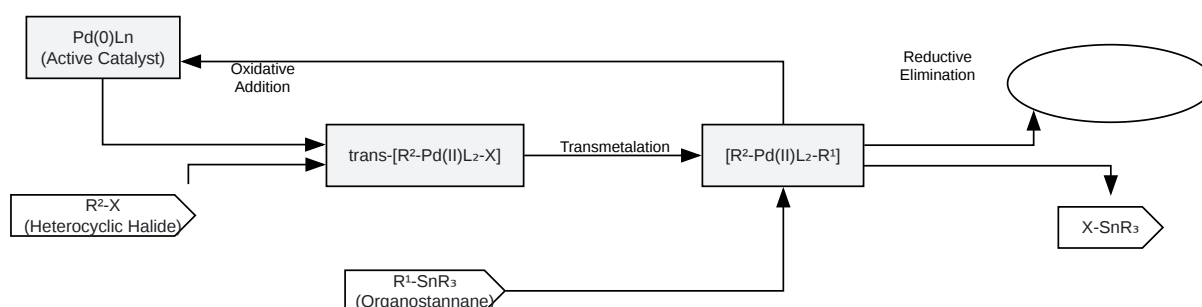 Pd(0)Ln
(Active Catalyst)
Oxidative
Addition
Reductive
Elimination
trans-[R²-Pd(II)L₂-X]
Transmetalation
[R²-Pd(II)L₂-R¹]
R²-X
(Heterocyclic Halide)
X-SnR₃
R¹-SnR₃
(Organostannane)